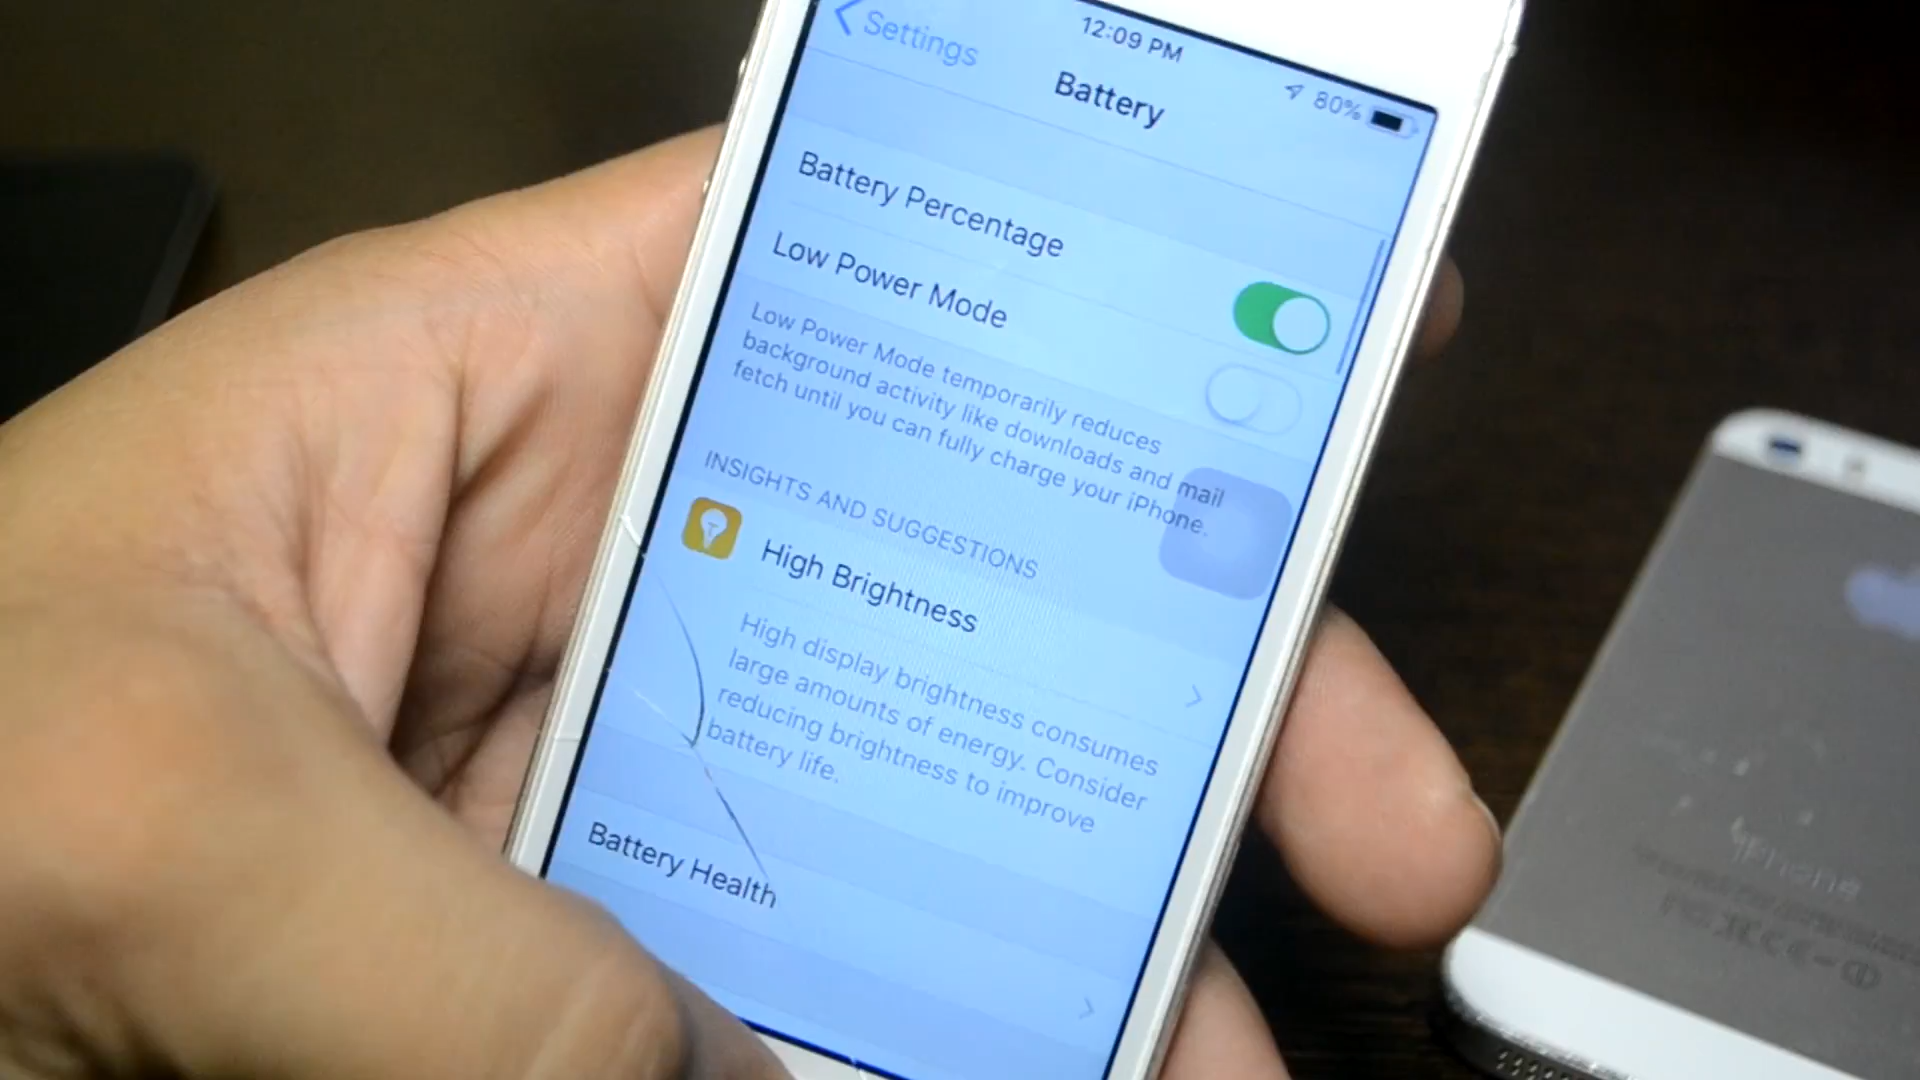 Settings
12:09 PM
80%
Battery
Battery Percentage
Low Power Mode
Low Power Mode temporarily reduces
background activity like downloads and mail
fetch until you can fully charge your iPhone.
INSIGHTS AND SUGGESTIONS
High Brightness
High display brightness consumes
large amounts of energy. Consider
reducing brightness to improve
battery life.
Battery Health
iPhone